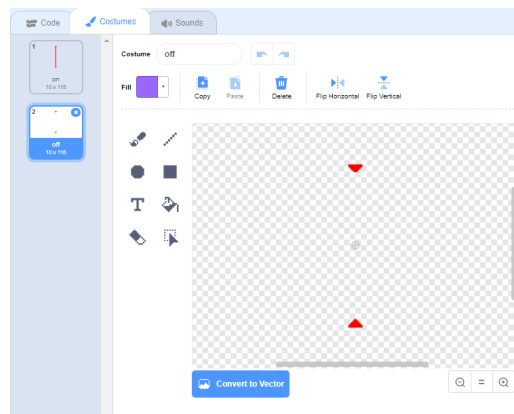 Code
Costumes
Sounds
1
on
10 x 115
2
off
10 x 115
Costume
off
Fill
Copy
Paste
Delete
Flip Horizontal
Flip Vertical
T
Convert to Vector